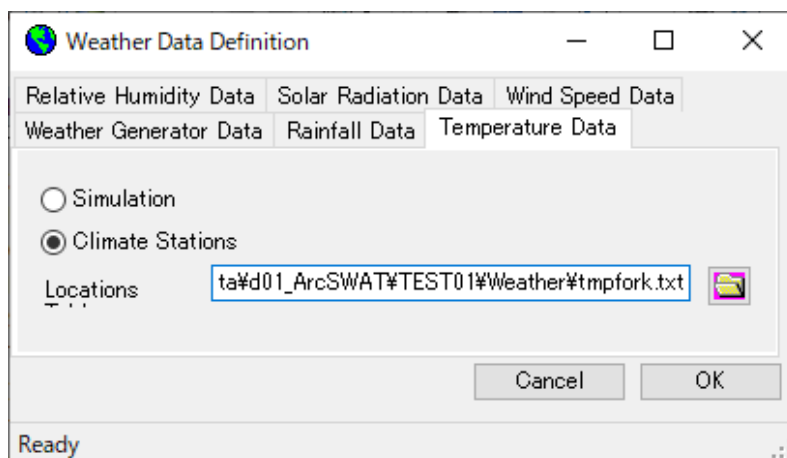 Weather Data Definition
Relative Humidity Data Solar Radiation Data Wind Speed Data
Weather Generator Data Rainfall Data Temperature Data
Simulation
Climate Stations
Locations ta¥d01_ArcSWAT¥TEST01¥Weather¥tmpfork.txt
Cancel OK
Ready